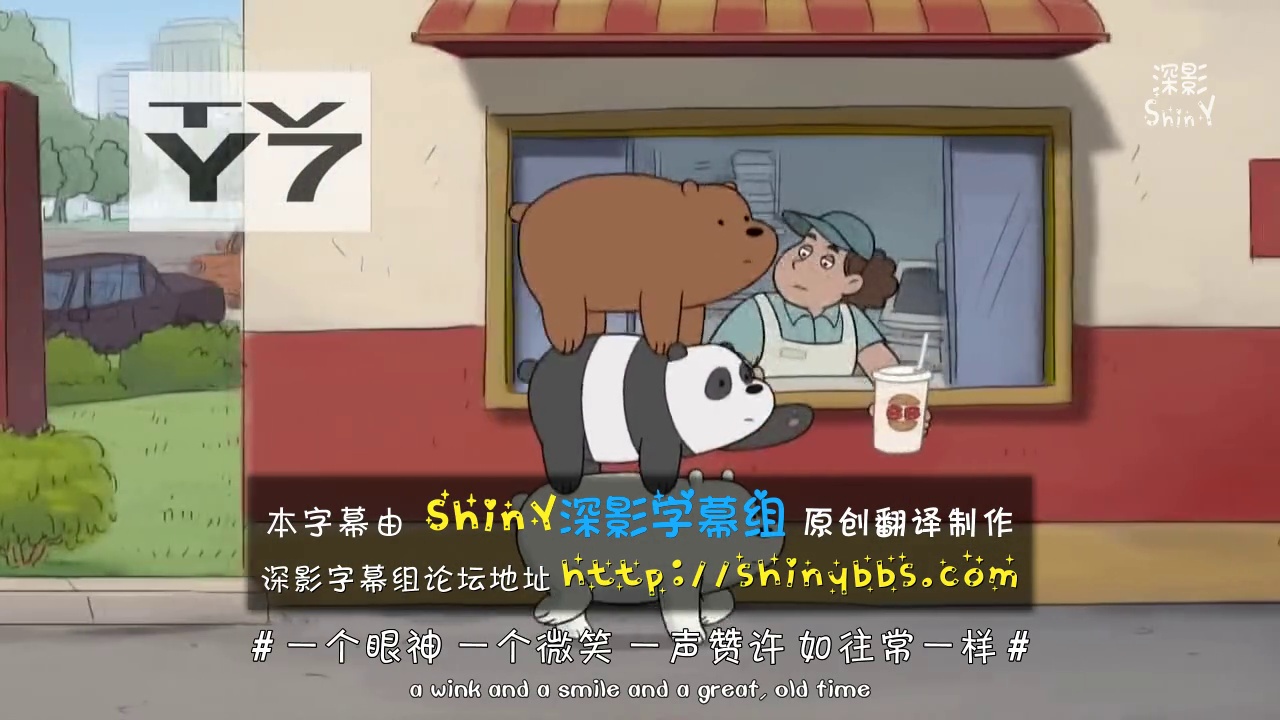 TV
Y7
深影
ShinY
本字幕由 ShinY深影字幕组 原创翻译制作
深影字幕组论坛地址 http://shinybbs.com
# 一个眼神 一个微笑 一声赞许 如往常一样 #
a wink and a smile and a great, old time